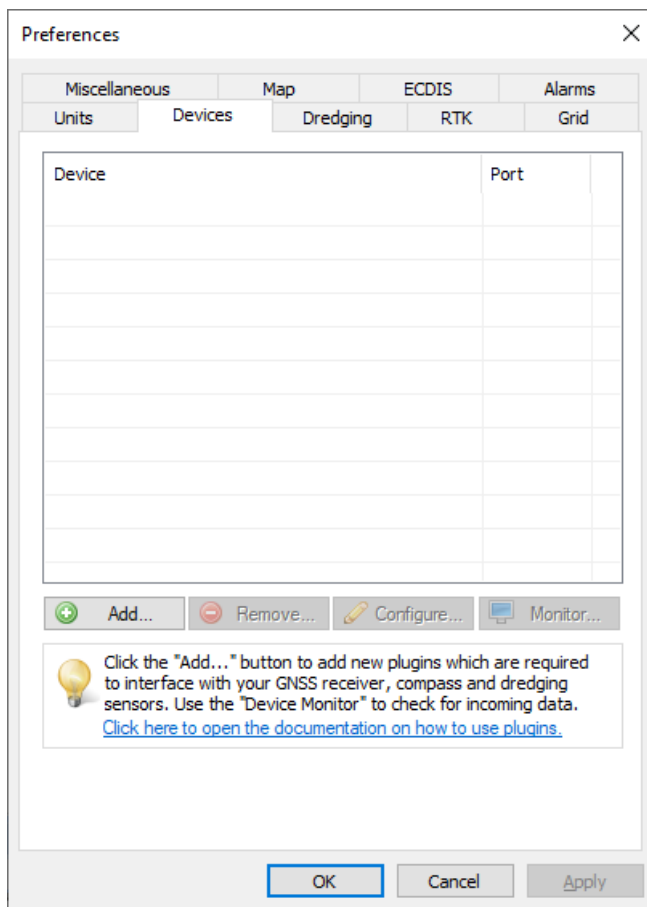 Preferences
Miscellaneous Map ECDIS Alarms
Units Devices Dredging RTK Grid
Device Port
Add... Remove... Configure... Monitor...
Click the "Add..." button to add new plugins which are required
to interface with your GNSS receiver, compass and dredging
sensors. Use the "Device Monitor" to check for incoming data.
Click here to open the documentation on how to use plugins.
OK Cancel Apply